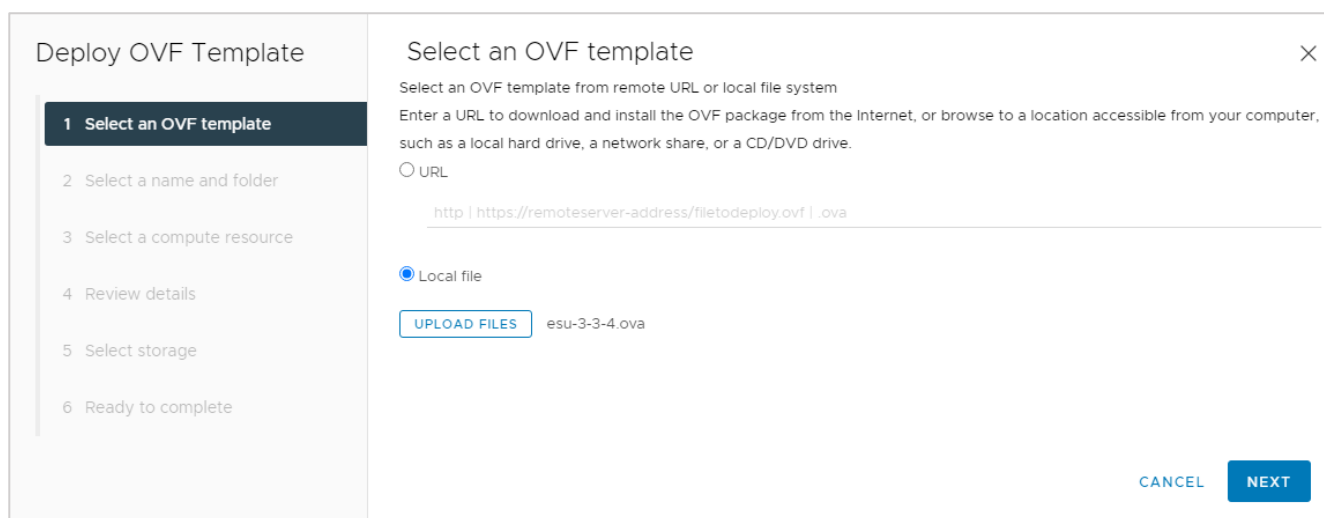 Deploy OVF Template
1 Select an OVF template
2 Select a name and folder
3 Select a compute resource
4 Review details
5 Select storage
6 Ready to complete
Select an OVF template
Select an OVF template from remote URL or local file system
Enter a URL to download and install the OVF package from the Internet, or browse to a location accessible from your computer,
such as a local hard drive, a network share, or a CD/DVD drive.
URL
http | https://remoteserver-address/filetodeploy.ovf | .ova
Local file
UPLOAD FILES esu-3-3-4.ova
CANCEL NEXT